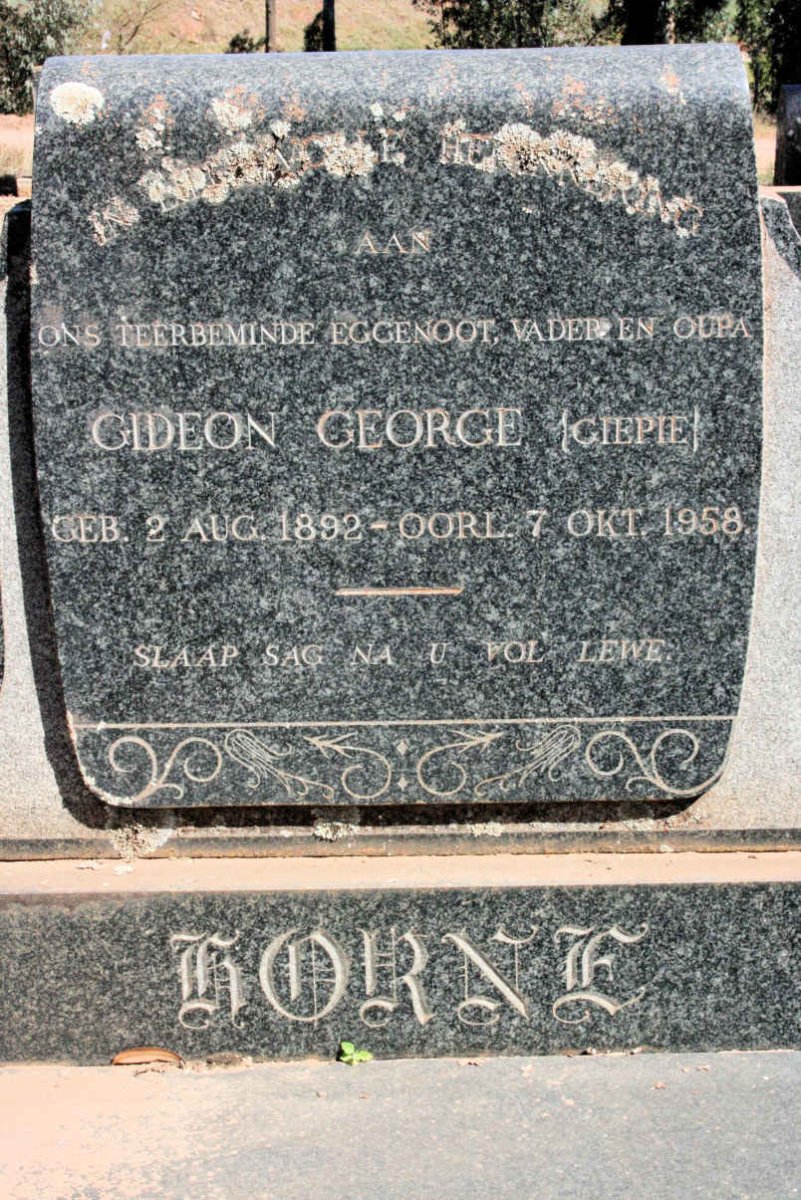 IN
AAN
ONS TEERBEMINDE EGGENOOT, VADER EN OUPA
GIDEON GEORGE (GIEPIE)
GEB. 2 AUG. 1892 - OORL. 7 OKT. 1958.
SLAAP SAG NA U VOL LEWE.
HORNE